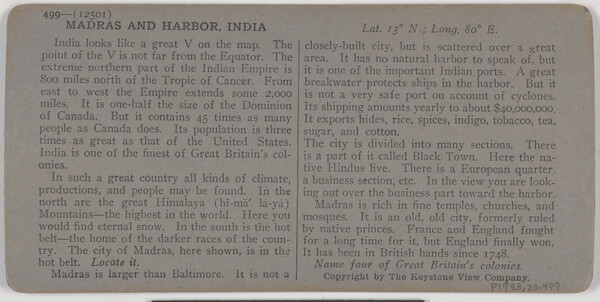 499—(12501)
MADRAS AND HARBOR, INDIA
Lat. 13° N.; Long. 80° E.
India looks like a great V on the map. The
point of the V is not far from the Equator. The
extreme northern part of the Indian Empire is
800 miles north of the Tropic of Cancer. From
east to west the Empire extends some 2,000
miles. It is one-half the size of the Dominion
of Canada. But it contains 45 times as many
people as Canada does. Its population is three
times as great as that of the United States.
India is one of the finest of Great Britain's col-
onies.
In such a great country all kinds of climate,
productions, and people may be found. In the
north are the great Himalaya (hĭ-mä' là-yà)
Mountains—the highest in the world. Here you
would find eternal snow. In the south is the hot
belt—the home of the darker races of the coun-
try. The city of Madras, here shown, is in the
hot belt. Locate it.
Madras is larger than Baltimore. It is not a
closely-built city, but is scattered over a great
area. It has no natural harbor to speak of, but
it is one of the important Indian ports. A great
breakwater protects ships in the harbor. But it
is not a very safe port on account of cyclones.
Its shipping amounts yearly to about $40,000,000.
It exports hides, rice, spices, indigo, tobacco, tea,
sugar, and cotton.
The city is divided into many sections. There
is a part of it called Black Town. Here the na-
tive Hindus live. There is a European quarter,
a business section, etc. In the view you are look-
ing out over the business part toward the harbor.
Madras is rich in fine temples, churches, and
mosques. It is an old, old city, formerly ruled
by native princes. France and England fought
for a long time for it, but England finally won.
It has been in British hands since 1748.
Name four of Great Britain's colonies.
Copyright by The Keystone View Company.
P1998.20.499